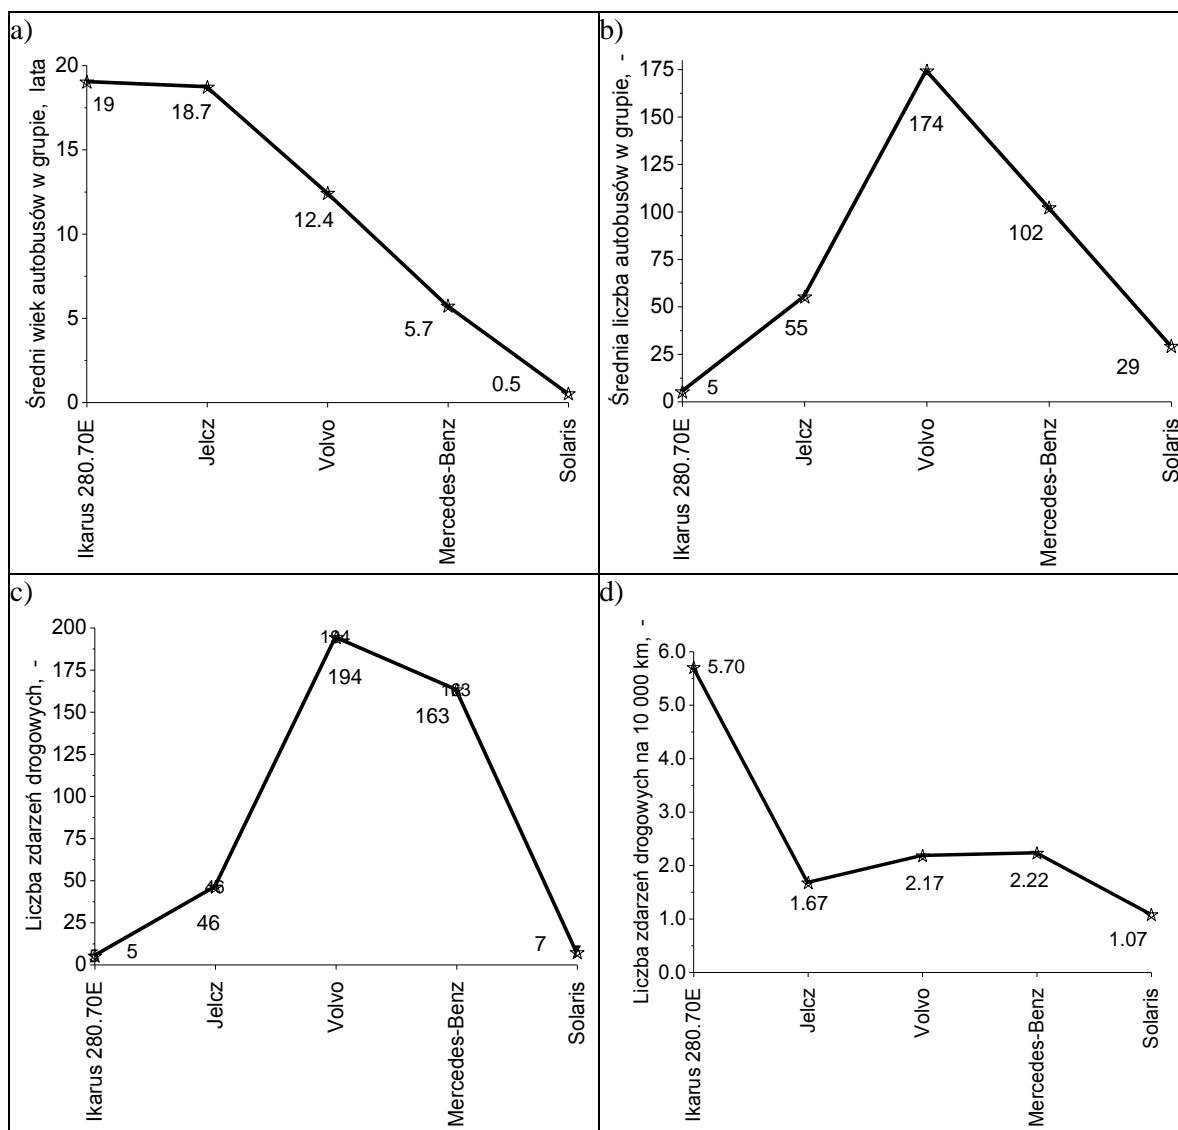 a)
Średni wiek autobusów w grupie, lata
20
15
10
5
0
19
18.7
12.4
5.7
0.5
Ikarus 280.70E
Jelcz
Volvo
Mercedes-Benz
Solaris
b)
Średnia liczba autobusów w grupie, -
175
150
125
100
75
50
25
0
5
55
174
102
29
Ikarus 280.70E
Jelcz
Volvo
Mercedes-Benz
Solaris
c)
Liczba zdarzeń drogowych, -
200
175
150
125
100
75
50
25
0
5
5
46
46
194
194
163
163
7
Ikarus 280.70E
Jelcz
Volvo
Mercedes-Benz
Solaris
d)
Liczba zdarzeń drogowych na 10 000 km, -
6.0
5.0
4.0
3.0
2.0
1.0
0.0
5.70
1.67
2.17
2.22
1.07
Ikarus 280.70E
Jelcz
Volvo
Mercedes-Benz
Solaris